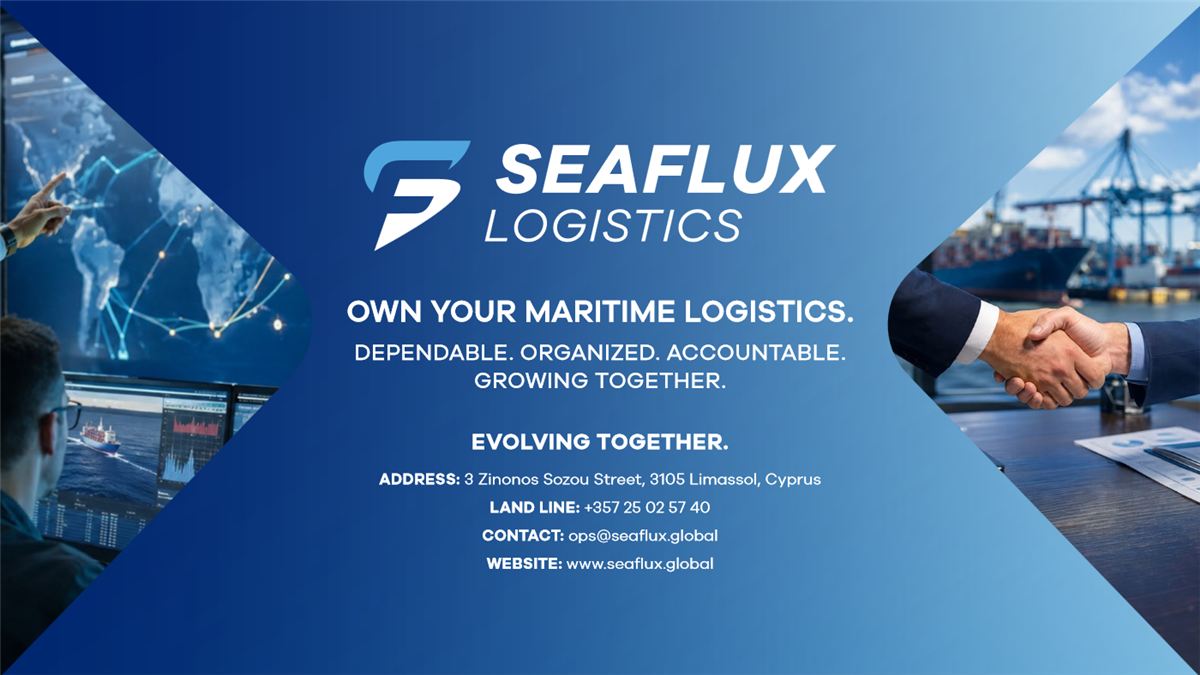 SEAFLUX
LOGISTICS
OWN YOUR MARITIME LOGISTICS.
DEPENDABLE. ORGANIZED. ACCOUNTABLE.
GROWING TOGETHER.
EVOLVING TOGETHER.
ADDRESS: 3 Zinonos Sozou Street, 3105 Limassol, Cyprus
LAND LINE: +357 25 02 57 40
CONTACT: ops@seaflux.global
WEBSITE: www.seaflux.global